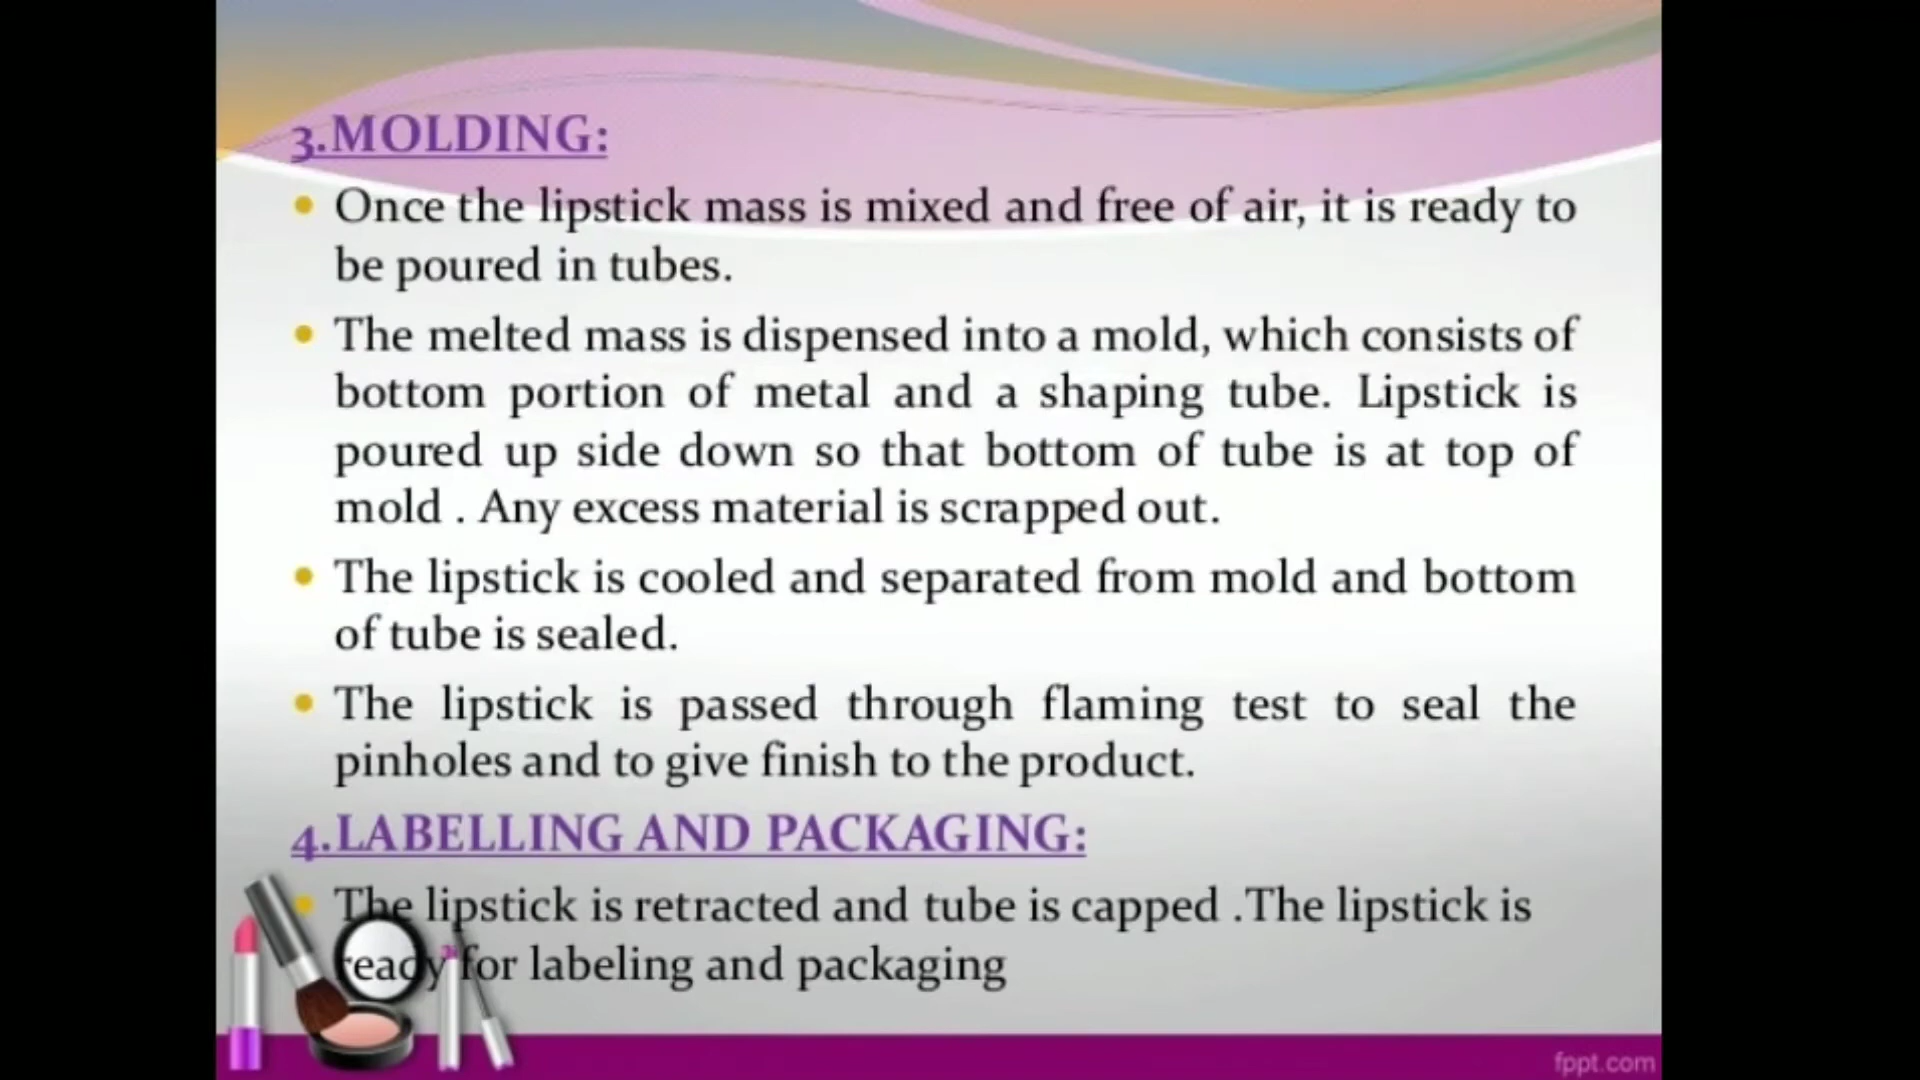 3.MOLDING:
Once the lipstick mass is mixed and free of air, it is ready to
be poured in tubes.
The melted mass is dispensed into a mold, which consists of
bottom portion of metal and a shaping tube. Lipstick is
poured up side down so that bottom of tube is at top of
mold . Any excess material is scrapped out.
The lipstick is cooled and separated from mold and bottom
of tube is sealed.
The lipstick is passed through flaming test to seal the
pinholes and to give finish to the product.
4.LABELLING AND PACKAGING:
The lipstick is retracted and tube is capped .The lipstick is
ready for labeling and packaging
fppt.com